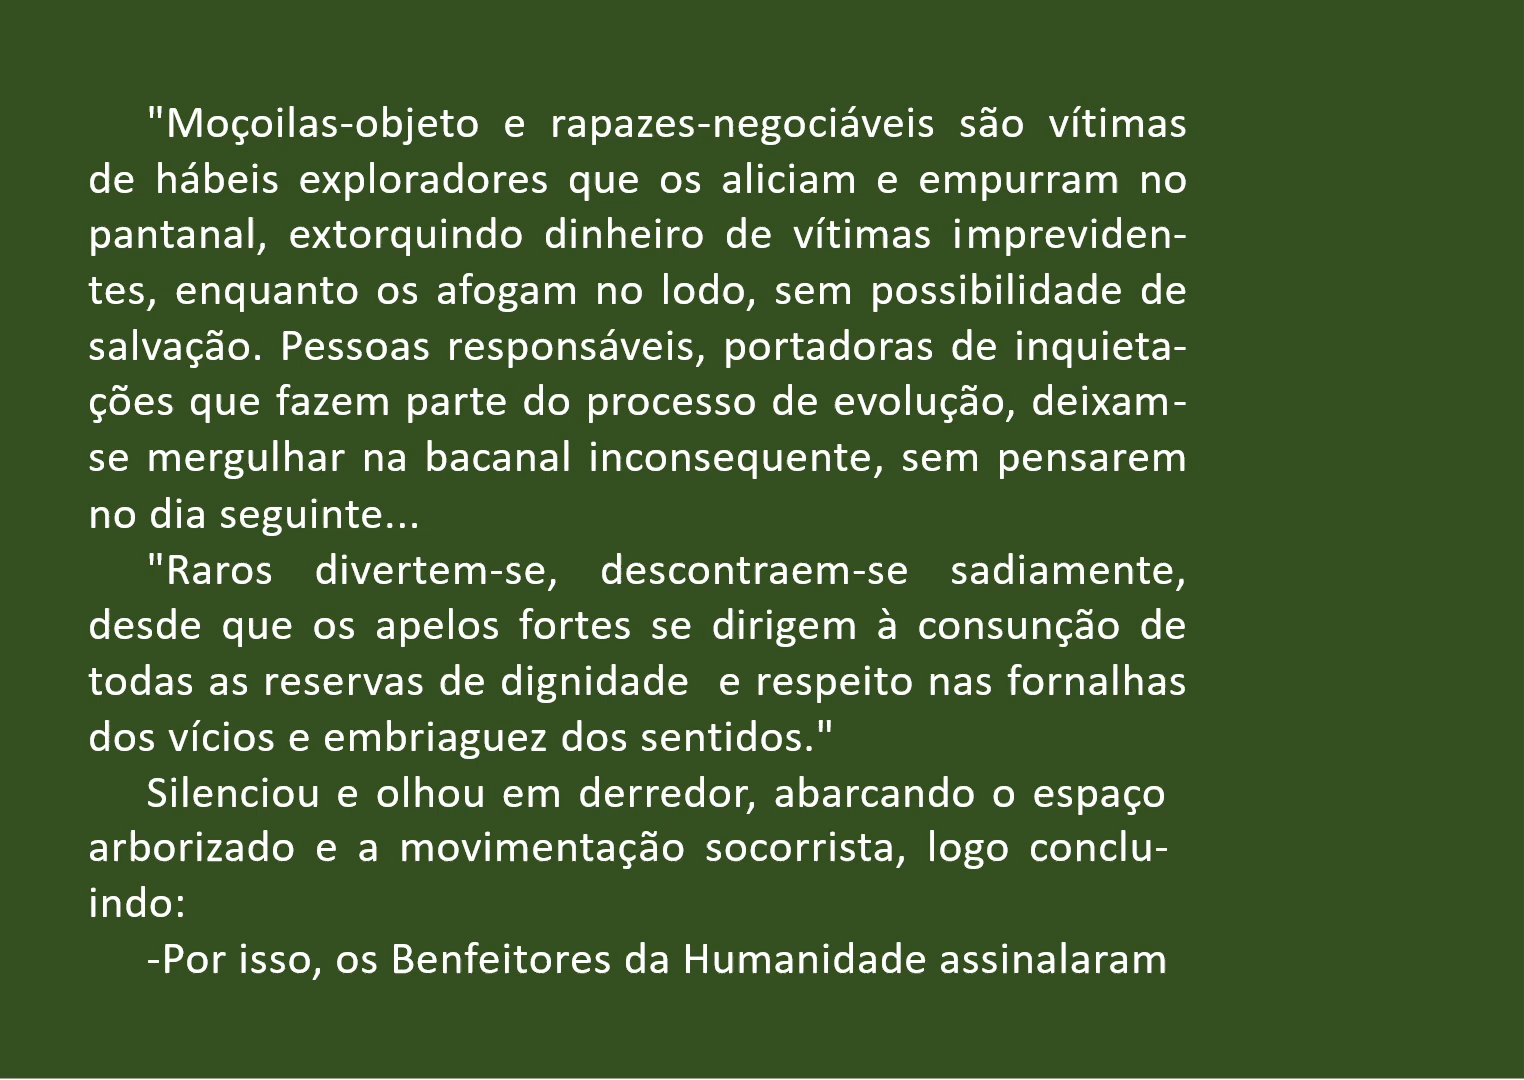 "Moçoilas-objeto e rapazes-negociáveis são vítimas
de hábeis exploradores que os aliciam e empurram no
pantanal, extorquindo dinheiro de vítimas impreviden-
tes, enquanto os afogam no lodo, sem possibilidade de
salvação. Pessoas responsáveis, portadoras de inquieta-
ções que fazem parte do processo de evolução, deixam-
se mergulhar na bacanal inconsequente, sem pensarem
no dia seguinte...
"Raros divertem-se, descontraem-se sadiamente,
desde que os apelos fortes se dirigem à consunção de
todas as reservas de dignidade e respeito nas fornalhas
dos vícios e embriaguez dos sentidos."
Silenciou e olhou em derredor, abarcando o espaço
arborizado e a movimentação socorrista, logo conclu-
indo:
-Por isso, os Benfeitores da Humanidade assinalaram